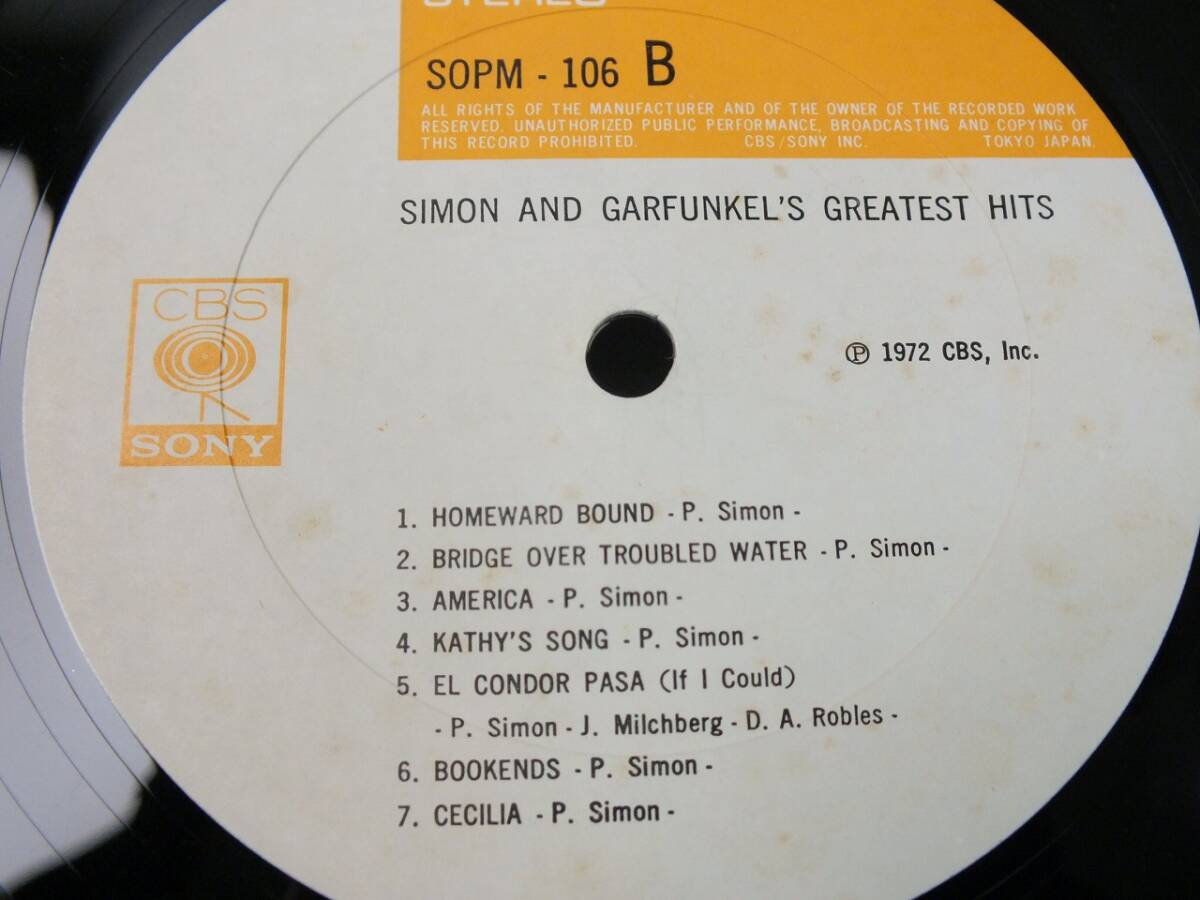 STEREO
SOPM - 106 B
ALL RIGHTS OF THE MANUFACTURER AND OF THE OWNER OF THE RECORDED WORK
RESERVED. UNAUTHORIZED PUBLIC PERFORMANCE, BROADCASTING AND COPYING OF
THIS RECORD PROHIBITED. CBS/SONY INC. TOKYO JAPAN.
SIMON AND GARFUNKEL'S GREATEST HITS
CBS
SONY
℗ 1972 CBS, Inc.
1. HOMEWARD BOUND - P. Simon -
2. BRIDGE OVER TROUBLED WATER - P. Simon -
3. AMERICA - P. Simon -
4. KATHY'S SONG - P. Simon -
5. EL CONDOR PASA (If I Could)
- P. Simon - J. Milchberg - D. A. Robles -
6. BOOKENDS - P. Simon -
7. CECILIA - P. Simon -